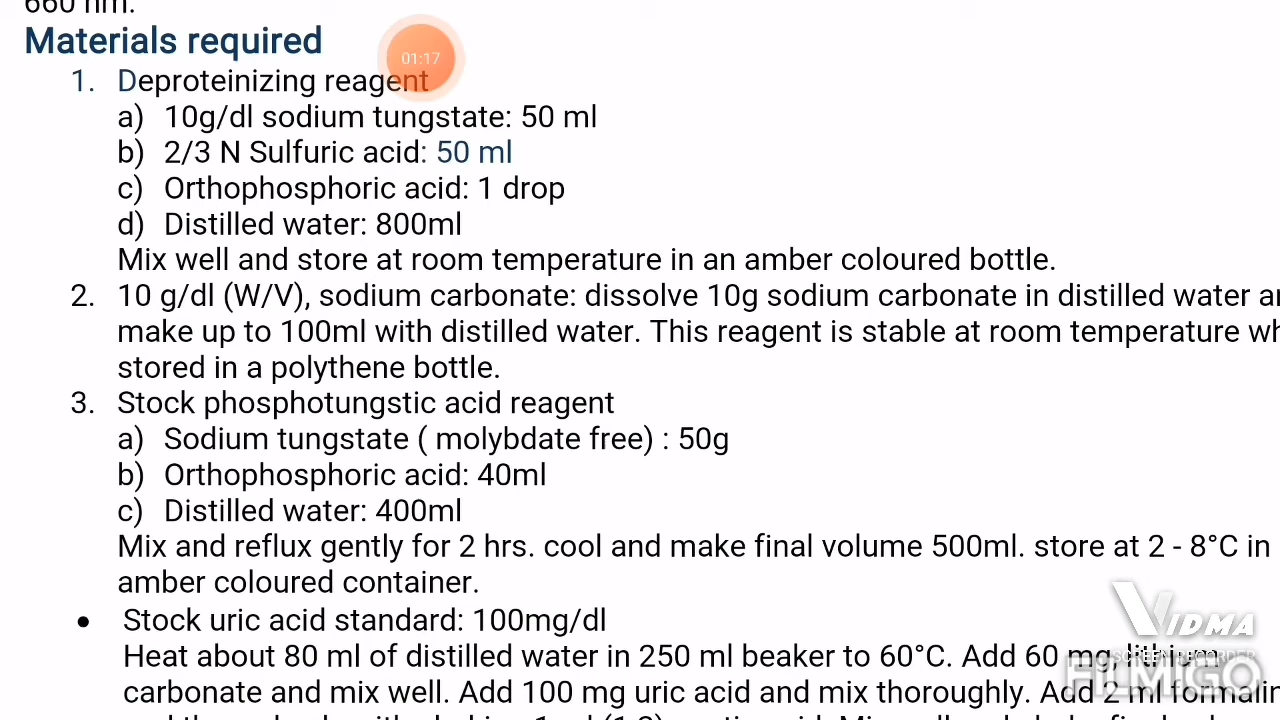 660 nm.
Materials required
01:17
1. Deproteinizing reagent
a) 10g/dl sodium tungstate: 50 ml
b) 2/3 N Sulfuric acid: 50 ml
c) Orthophosphoric acid: 1 drop
d) Distilled water: 800ml
Mix well and store at room temperature in an amber coloured bottle.
2. 10 g/dl (W/V), sodium carbonate: dissolve 10g sodium carbonate in distilled water
make up to 100ml with distilled water. This reagent is stable at room temperature
stored in a polythene bottle.
3. Stock phosphotungstic acid reagent
a) Sodium tungstate ( molybdate free) : 50g
b) Orthophosphoric acid: 40ml
c) Distilled water: 400ml
Mix and reflux gently for 2 hrs. cool and make final volume 500ml. store at 2 - 8°C in
amber coloured container.
• Stock uric acid standard: 100mg/dl
Heat about 80 ml of distilled water in 250 ml beaker to 60°C. Add 60 mg, lithium
carbonate and mix well. Add 100 mg uric acid and mix thoroughly. Add 2 ml formalin
VIDMA
SCREEN RECORDER
FILMIGO